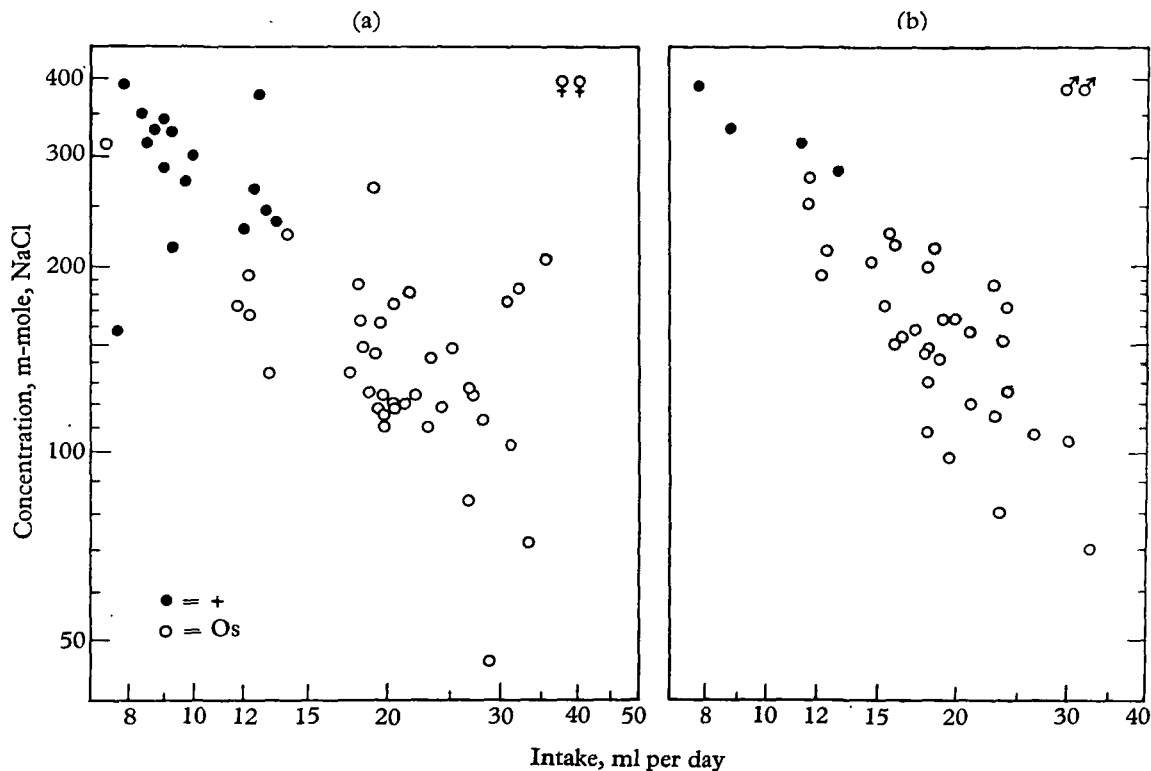 (a) (b)
♀♀ ♂♂
Concentration, m-mole, NaCl
400
300
200
100
50
● = +
○ = Os
8 10 12 15 20 30 40 50
8 10 12 15 20 30 40
Intake, ml per day